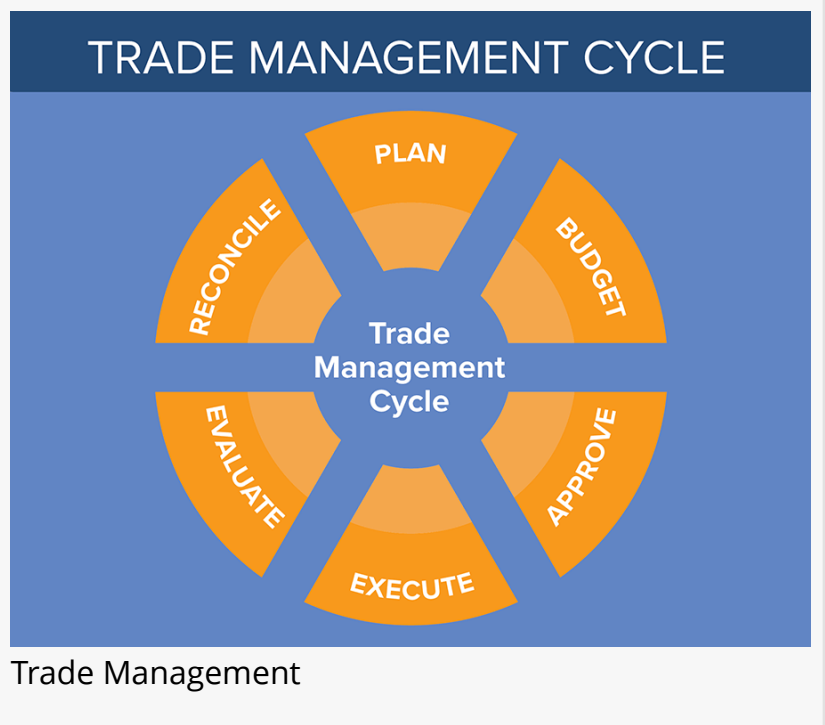 TRADE MANAGEMENT CYCLE
PLAN
BUDGET
APPROVE
EXECUTE
EVALUATE
RECONCILE
Trade
Management
Cycle
Trade Management